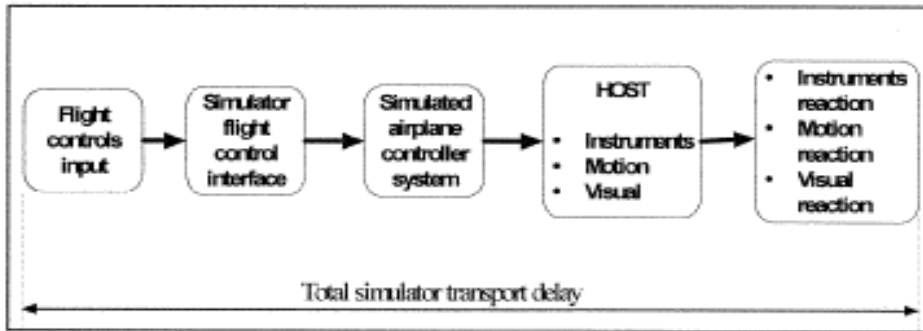 Flight
controls
input
Simulator
flight
control
interface
Simulated
airplane
controller
system
HOST
• Instruments
• Motion
• Visual
• Instruments
reaction
• Motion
reaction
• Visual
reaction
Total simulator transport delay